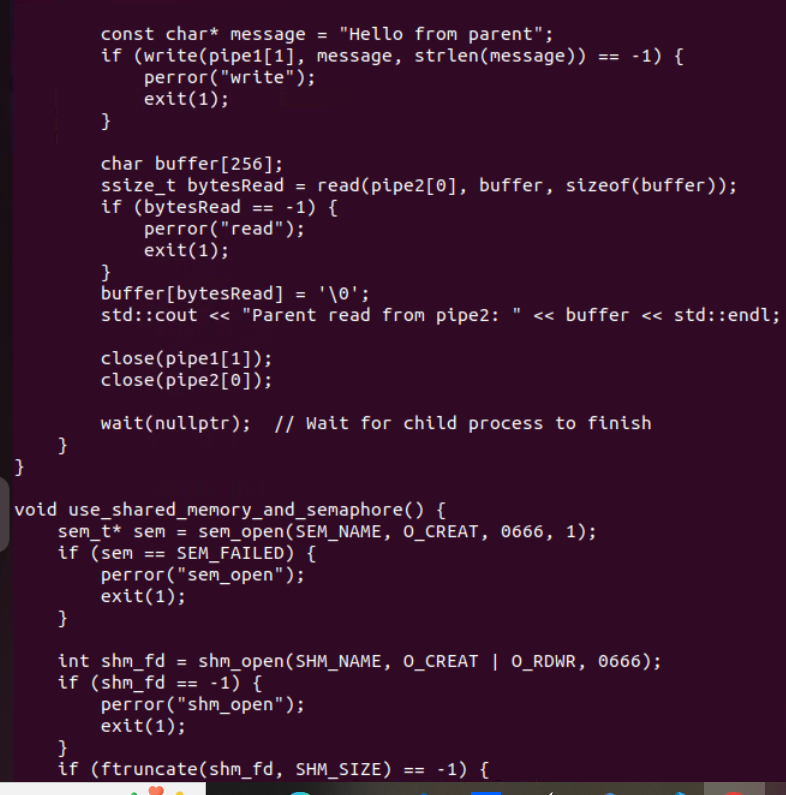 const char* message = "Hello from parent";
if (write(pipe1[1], message, strlen(message)) == -1) {
perror("write");
exit(1);
}
char buffer[256];
ssize_t bytesRead = read(pipe2[0], buffer, sizeof(buffer));
if (bytesRead == -1) {
perror("read");
exit(1);
}
buffer[bytesRead] = '\0';
std::cout << "Parent read from pipe2: " << buffer << std::endl;
close(pipe1[1]);
close(pipe2[0]);
wait(nullptr);  // Wait for child process to finish
}
}
void use_shared_memory_and_semaphore() {
sem_t* sem = sem_open(SEM_NAME, O_CREAT, 0666, 1);
if (sem == SEM_FAILED) {
perror("sem_open");
exit(1);
}
int shm_fd = shm_open(SHM_NAME, O_CREAT | O_RDWR, 0666);
if (shm_fd == -1) {
perror("shm_open");
exit(1);
}
if (ftruncate(shm_fd, SHM_SIZE) == -1) {